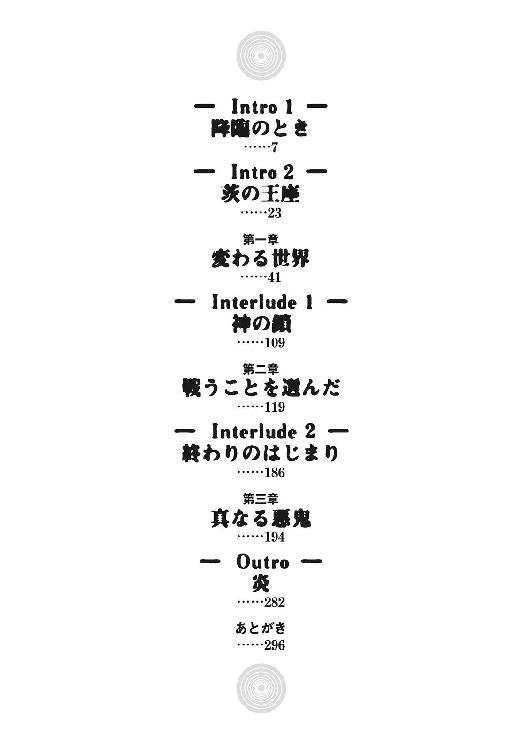 — Intro 1 —
降臨のとき
……7
— Intro 2 —
茨の王座
……23
第一章
変わる世界
……41
— Interlude 1 —
神の鎖
……109
第二章
戦うことを選んだ
……119
— Interlude 2 —
終わりのはじまり
……186
第三章
真なる悪鬼
……194
— Outro —
炎
……282
あとがき
……296